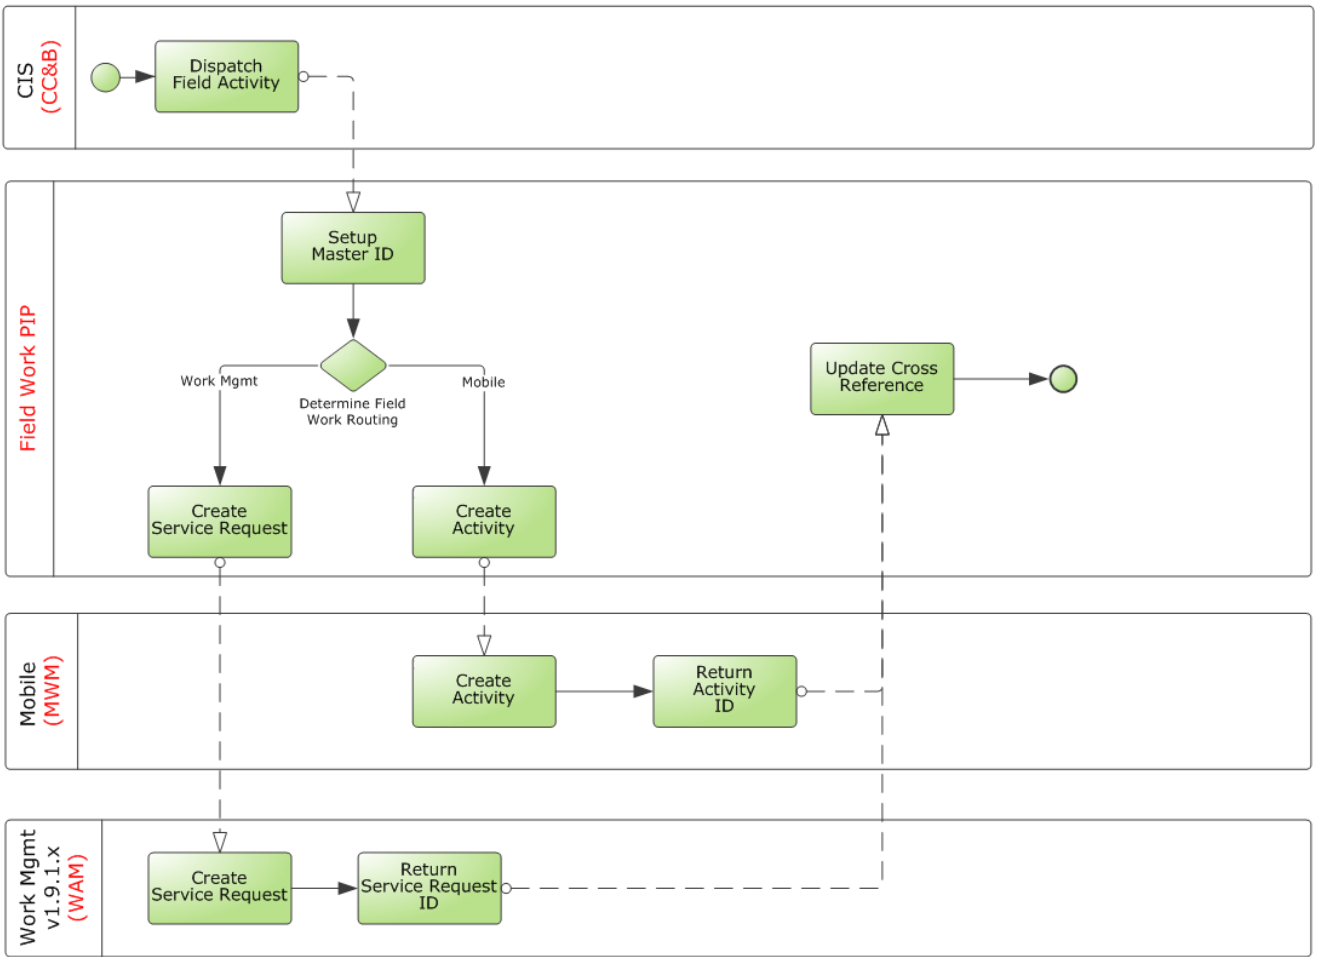 CIS
(CC&B)
Dispatch
Field Activity
Field Work PIP
Setup
Master ID
Work Mgmt
Mobile
Determine Field
Work Routing
Update Cross
Reference
Create
Service Request
Create
Activity
Mobile
(MWM)
Create
Activity
Return
Activity
ID
Work Mgmt
v1.9.1.x
(WAM)
Create
Service Request
Return
Service Request
ID